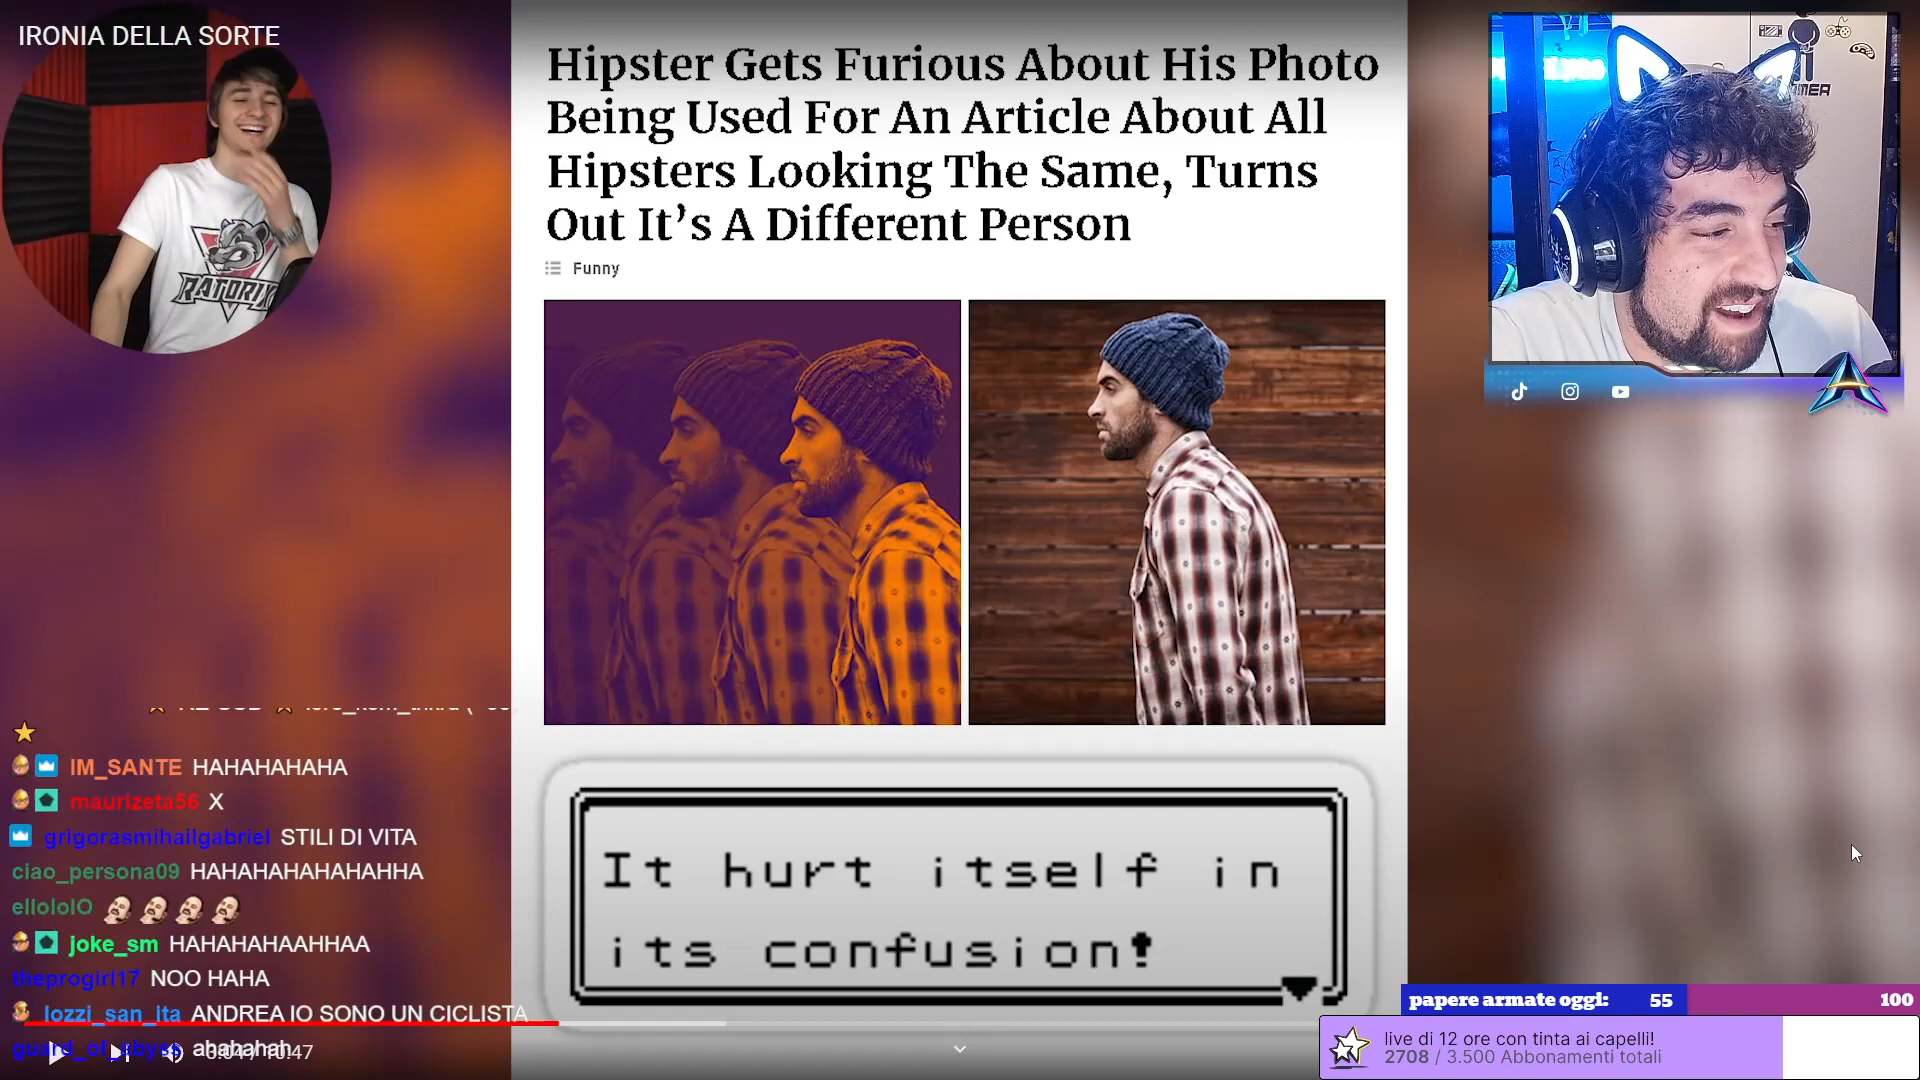 IRONIA DELLA SORTE
Hipster Gets Furious About His Photo
Being Used For An Article About All
Hipsters Looking The Same, Turns
Out It's A Different Person
Funny
RATORIX
IM_SANTE HAHAHAHAHA
maurizeta56 X
grigorasmihailgabriel STILI DI VITA
ciao_persona09 HAHAHAHAHAHAHHA
ellololO
joke_sm HAHAHAHAAHHAA
theprogirl17 NOO HAHA
lozzi_san_ita ANDREA IO SONO UN CICLISTA
guard_of_abyss ahahahah
It hurt itself in
its confusion!
papere armate oggi: 55 100
live di 12 ore con tinta ai capelli!
2708 / 3.500 Abbonamenti totali